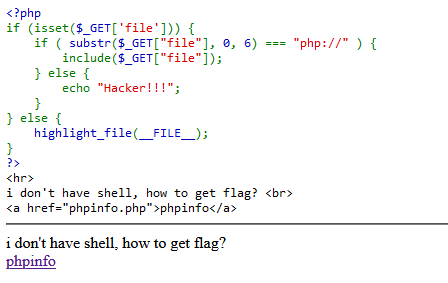 <?php
if (isset($_GET['file'])) {
    if ( substr($_GET["file"], 0, 6) === "php://" ) {
        include($_GET["file"]);
    } else {
        echo "Hacker!!!";
    }
} else {
    highlight_file(__FILE__);
}
?>
<hr>
i don't have shell, how to get flag? <br>
<a href="phpinfo.php">phpinfo</a>
i don't have shell, how to get flag?
phpinfo